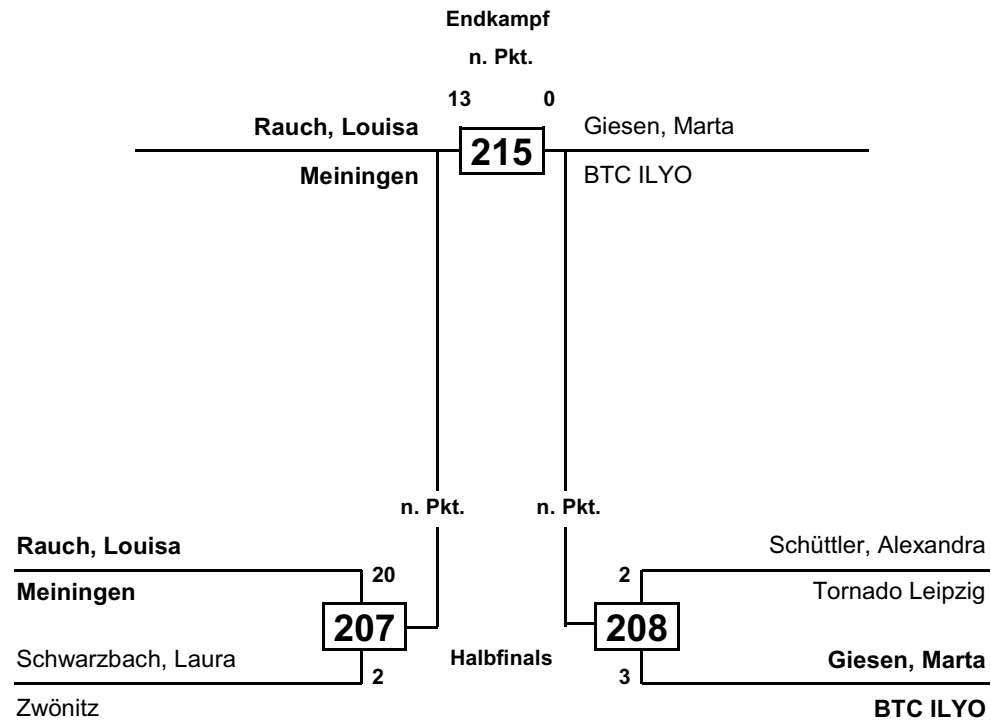 Endkampf
n. Pkt.
13 0
Rauch, Louisa Giesen, Marta
215
Meiningen BTC ILYO
n. Pkt. n. Pkt.
Rauch, Louisa Schüttler, Alexandra
20 2
Meiningen Tornado Leipzig
207 208
Schwarzbach, Laura Halbfinals Giesen, Marta
2 3
Zwönitz BTC ILYO